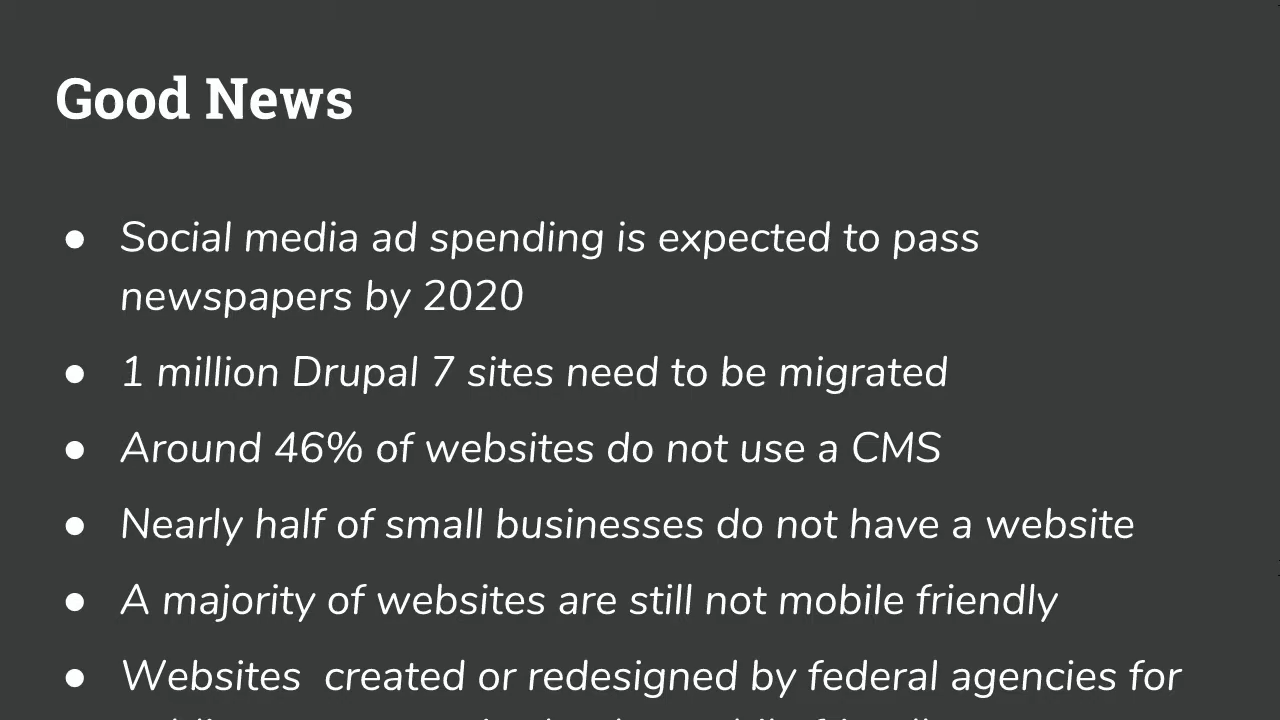 Good News
● Social media ad spending is expected to pass
newspapers by 2020
● 1 million Drupal 7 sites need to be migrated
● Around 46% of websites do not use a CMS
● Nearly half of small businesses do not have a website
● A majority of websites are still not mobile friendly
● Websites  created or redesigned by federal agencies for